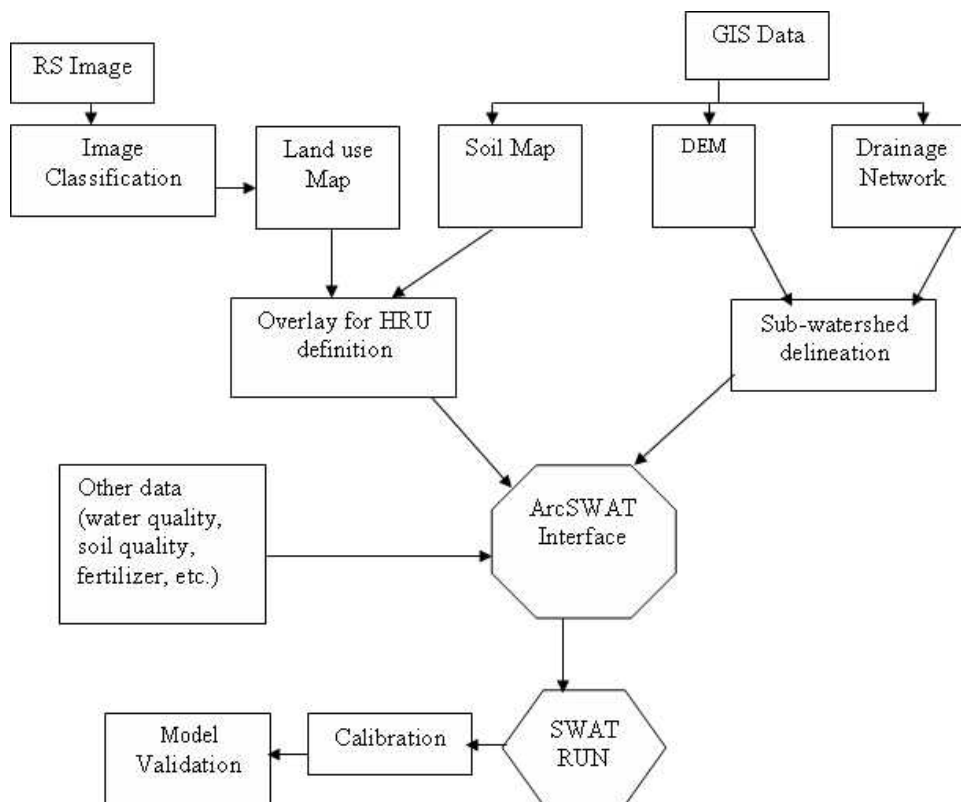 GIS Data
RS Image
Image
Classification
Land use
Map
Soil Map
DEM
Drainage
Network
Overlay for HRU
definition
Sub-watershed
delineation
Other data
(water quality,
soil quality,
fertilizer, etc.)
ArcSWAT
Interface
SWAT
RUN
Calibration
Model
Validation